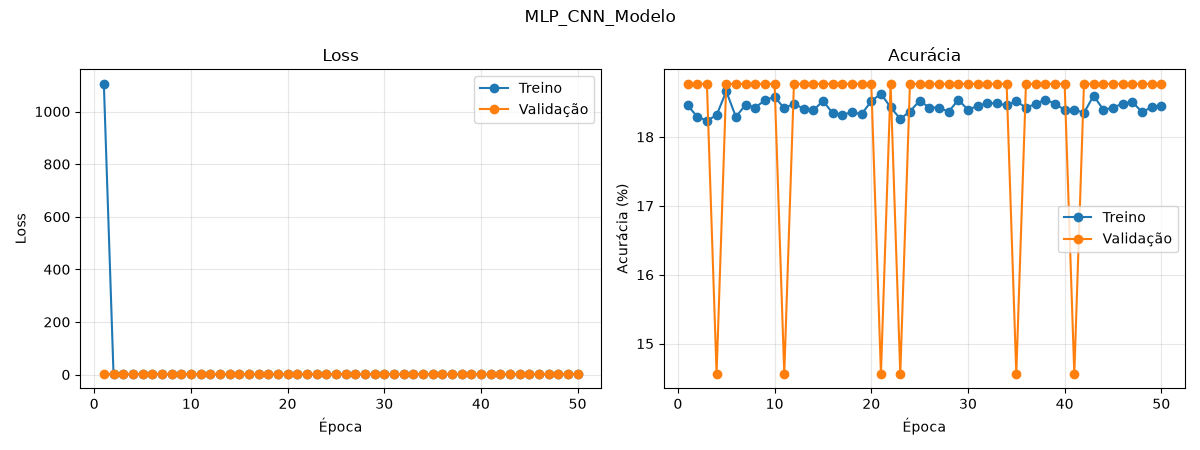 MLP_CNN_Modelo
Loss
Treino
Validação
1000
800
600
400
200
0
Loss
0 10 20 30 40 50
Época
Acurácia
18
17
16
15
Acurácia (%)
Treino
Validação
0 10 20 30 40 50
Época